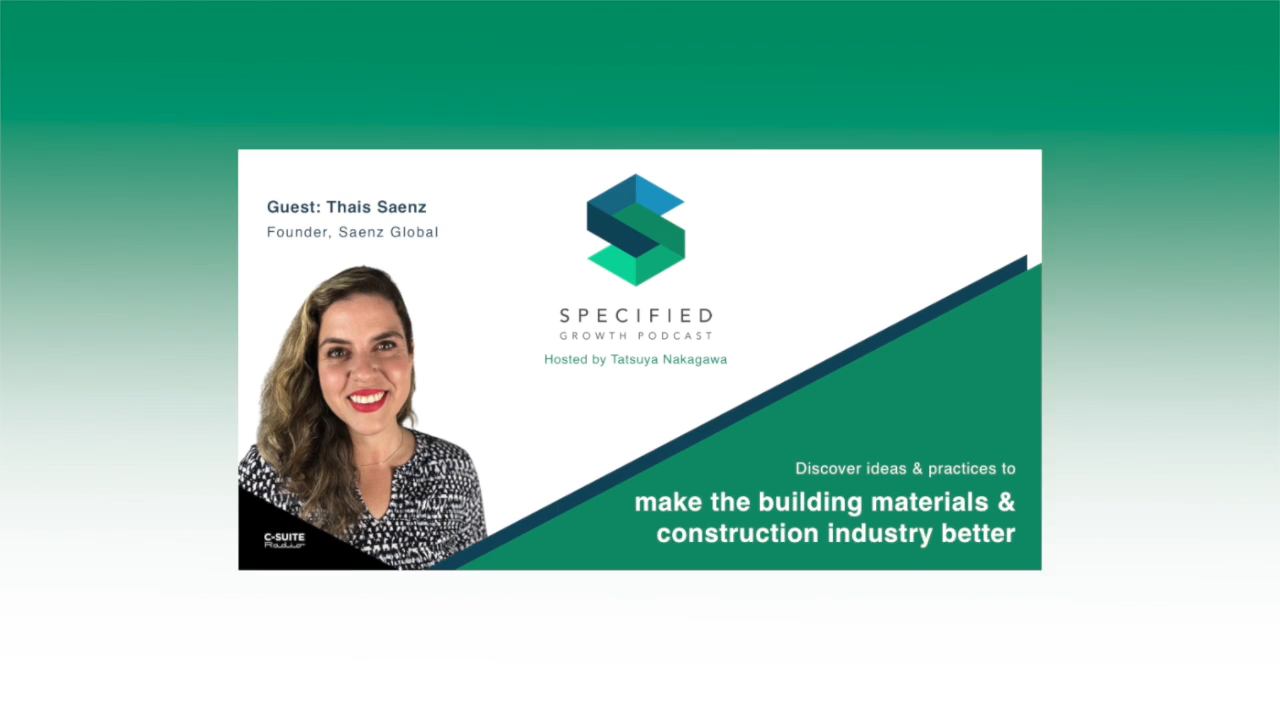 Guest: Thais Saenz
Founder, Saenz Global
SPECIFIED
GROWTH PODCAST
Hosted by Tatsuya Nakagawa
Discover ideas & practices to
make the building materials &
construction industry better
C-SUITE
Radio